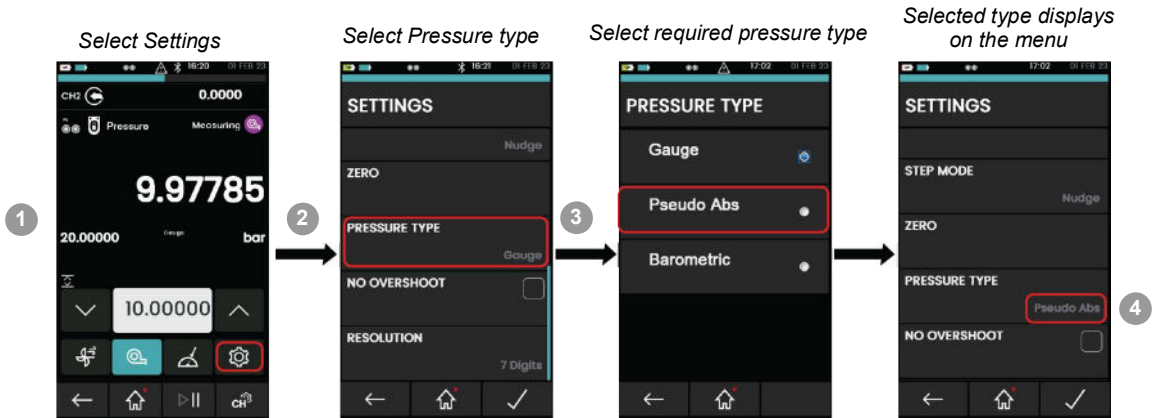 Select Settings
16:20 01 FEB 23
CH2 0.0000
Pressure Measuring
9.97785
20.00000 Gauge bar
10.00000
CH
1
Select Pressure type
16:21 01 FEB 23
SETTINGS
Nudge
ZERO
PRESSURE TYPE
Gauge
NO OVERSHOOT
RESOLUTION
7 Digits
2
Select required pressure type
17:02 01 FEB 23
PRESSURE TYPE
Gauge
Pseudo Abs
Barometric
3
Selected type displays
on the menu
17:02 01 FEB 23
SETTINGS
STEP MODE
Nudge
ZERO
PRESSURE TYPE
Pseudo Abs
NO OVERSHOOT
4